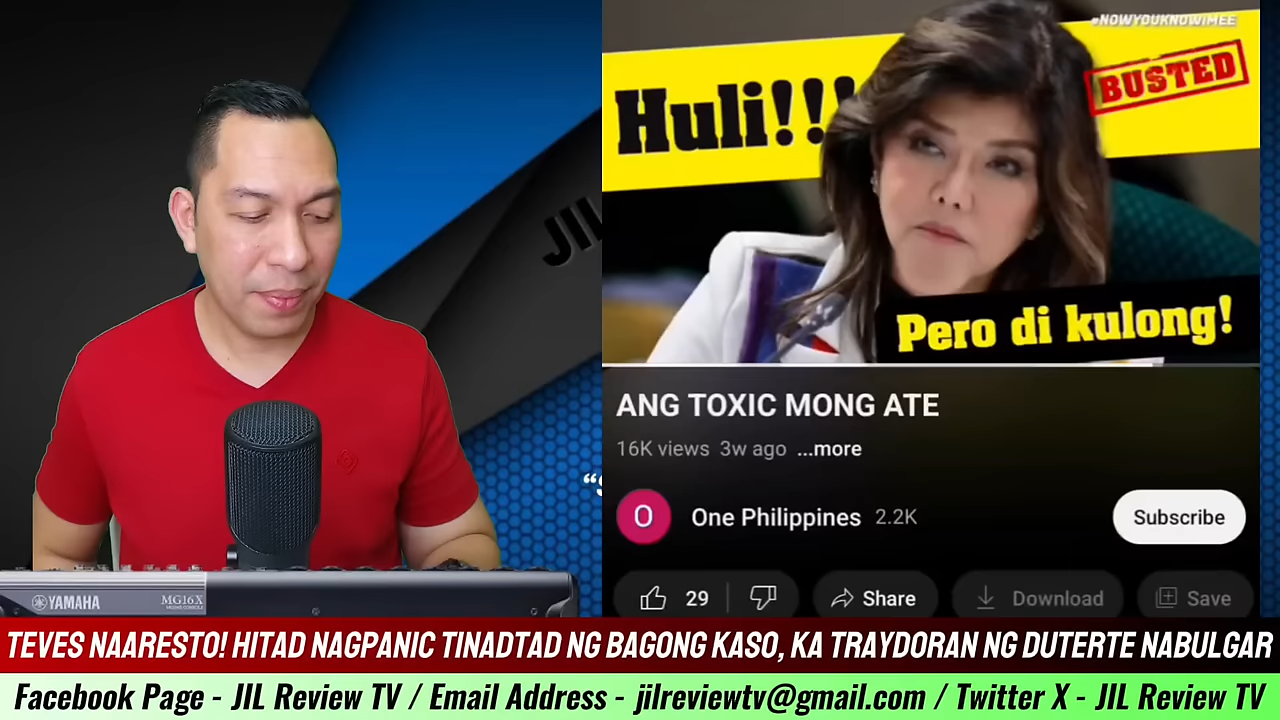 #NOWYOUKNOWIMEE
Huli!!!
BUSTED
Pero di kulong!
JIL
ANG TOXIC MONG ATE
16K views 3w ago ...more
O One Philippines 2.2K Subscribe
29 Share Download Save
YAMAHA MG16X
TEVES NAARESTO! HITAD NAGPANIC TINADTAD NG BAGONG KASO, KA TRAYDORAN NG DUTERTE NABULGAR
Facebook Page - JIL Review TV / Email Address - jilreviewtv@gmail.com / Twitter X - JIL Review TV